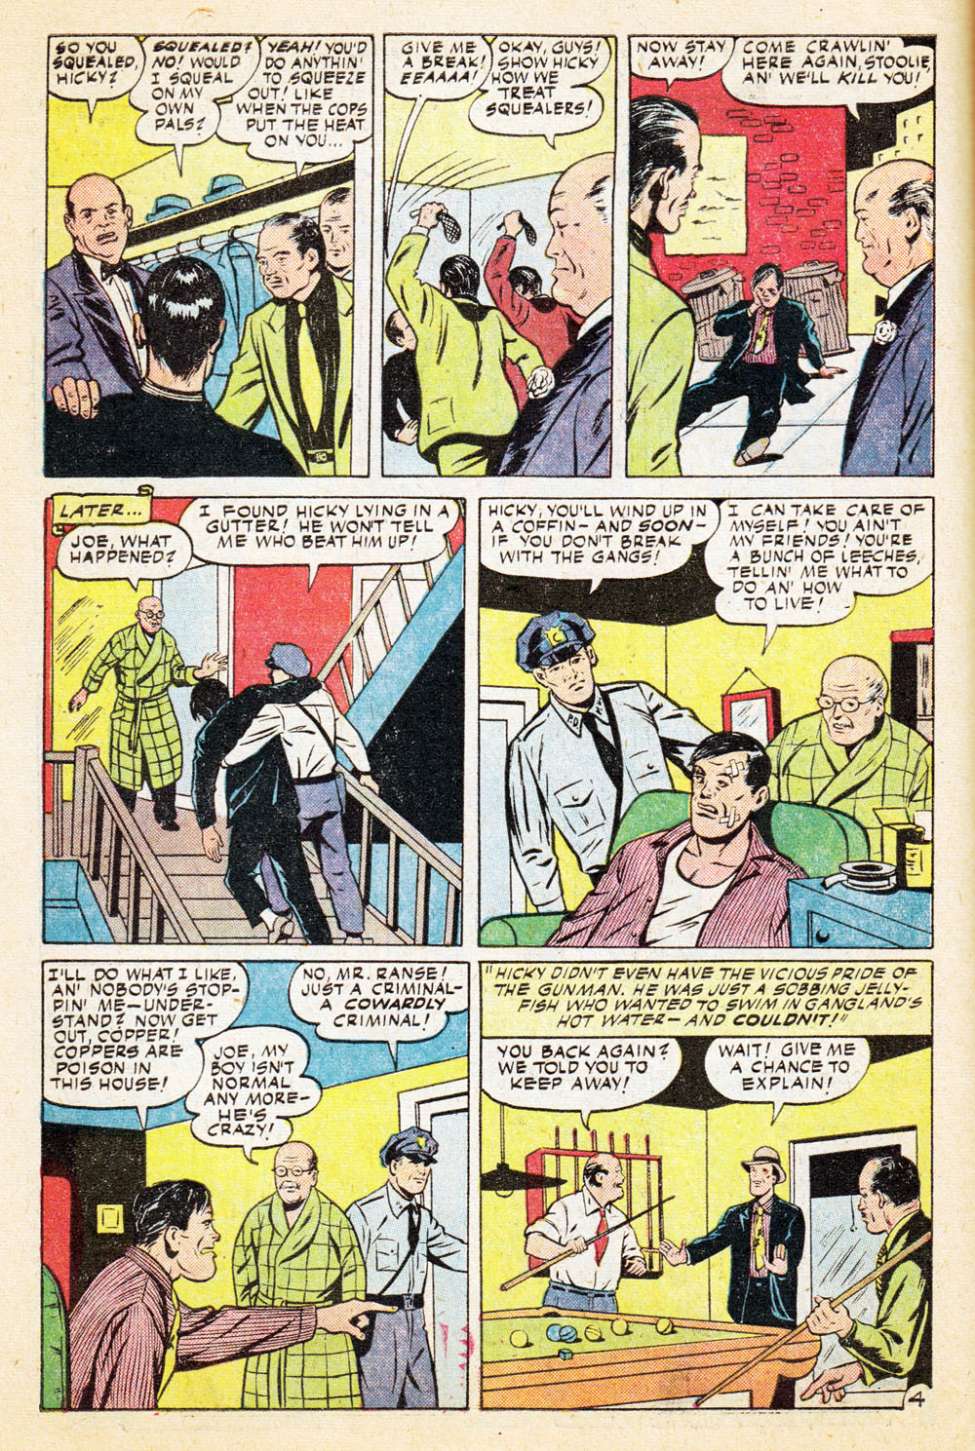 SO YOU
SQUEALED,
HICKY?
SQUEALED?
NO! WOULD
I SQUEAL
ON MY
OWN
PALS?
YEAH! YOU'D
DO ANYTHIN'
TO SQUEEZE
OUT! LIKE
WHEN THE COPS
PUT THE HEAT
ON YOU...
GIVE ME
A BREAK!
EEAAAA!
OKAY, GUYS!
SHOW HICKY
HOW WE
TREAT
SQUEALERS!
NOW STAY
AWAY!
COME CRAWLIN'
HERE AGAIN, STOOLIE,
AN' WE'LL KILL YOU!
LATER...
JOE, WHAT
HAPPENED?
I FOUND HICKY LYING IN A
GUTTER! HE WON'T TELL
ME WHO BEAT HIM UP!
HICKY, YOU'LL WIND UP IN
A COFFIN-AND SOON-
IF YOU DON'T BREAK
WITH THE GANGS!
I CAN TAKE CARE OF
MYSELF! YOU AIN'T
MY FRIENDS! YOU'RE
A BUNCH OF LEECHES,
TELLIN' ME WHAT TO
DO AN' HOW
TO LIVE!
P.D.
I'LL DO WHAT I LIKE,
AN' NOBODY'S STOP-
PIN' ME-UNDER-
STAND? NOW GET
OUT, COPPER!
COPPERS ARE
POISON IN
THIS HOUSE!
JOE, MY
BOY ISN'T
NORMAL
ANY MORE-
HE'S
CRAZY!
NO, MR. RANSE!
JUST A CRIMINAL-
A COWARDLY
CRIMINAL!
"HICKY DIDN'T EVEN HAVE THE VICIOUS PRIDE OF
THE GUNMAN. HE WAS JUST A SOBBING JELLY-
FISH WHO WANTED TO SWIM IN GANGLAND'S
HOT WATER-AND COULDN'T!"
YOU BACK AGAIN?
WE TOLD YOU TO
KEEP AWAY!
WAIT! GIVE ME
A CHANCE TO
EXPLAIN!
4